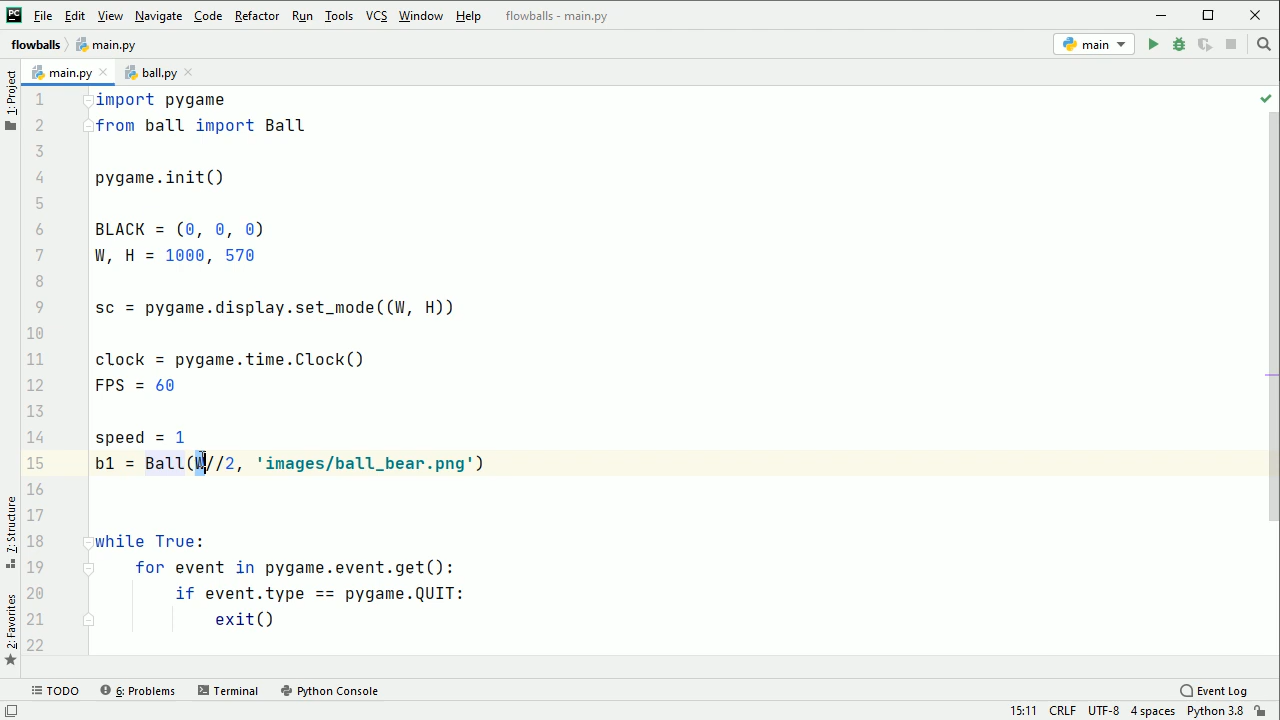 PC File Edit View Navigate Code Refactor Run Tools VCS Window Help flowballs - main.py
flowballs main.py main
1: Project
main.py ball.py
1 import pygame
2 from ball import Ball
3
4 pygame.init()
5
6 BLACK = (0, 0, 0)
7 W, H = 1000, 570
8
9 sc = pygame.display.set_mode((W, H))
10
11 clock = pygame.time.Clock()
12 FPS = 60
13
14 speed = 1
15 b1 = Ball(W//2, 'images/ball_bear.png')
16
17
18 while True:
19 for event in pygame.event.get():
20 if event.type == pygame.QUIT:
21 exit()
22
7: Structure
2: Favorites
TODO 6: Problems Terminal Python Console Event Log
15:11 CRLF UTF-8 4 spaces Python 3.8